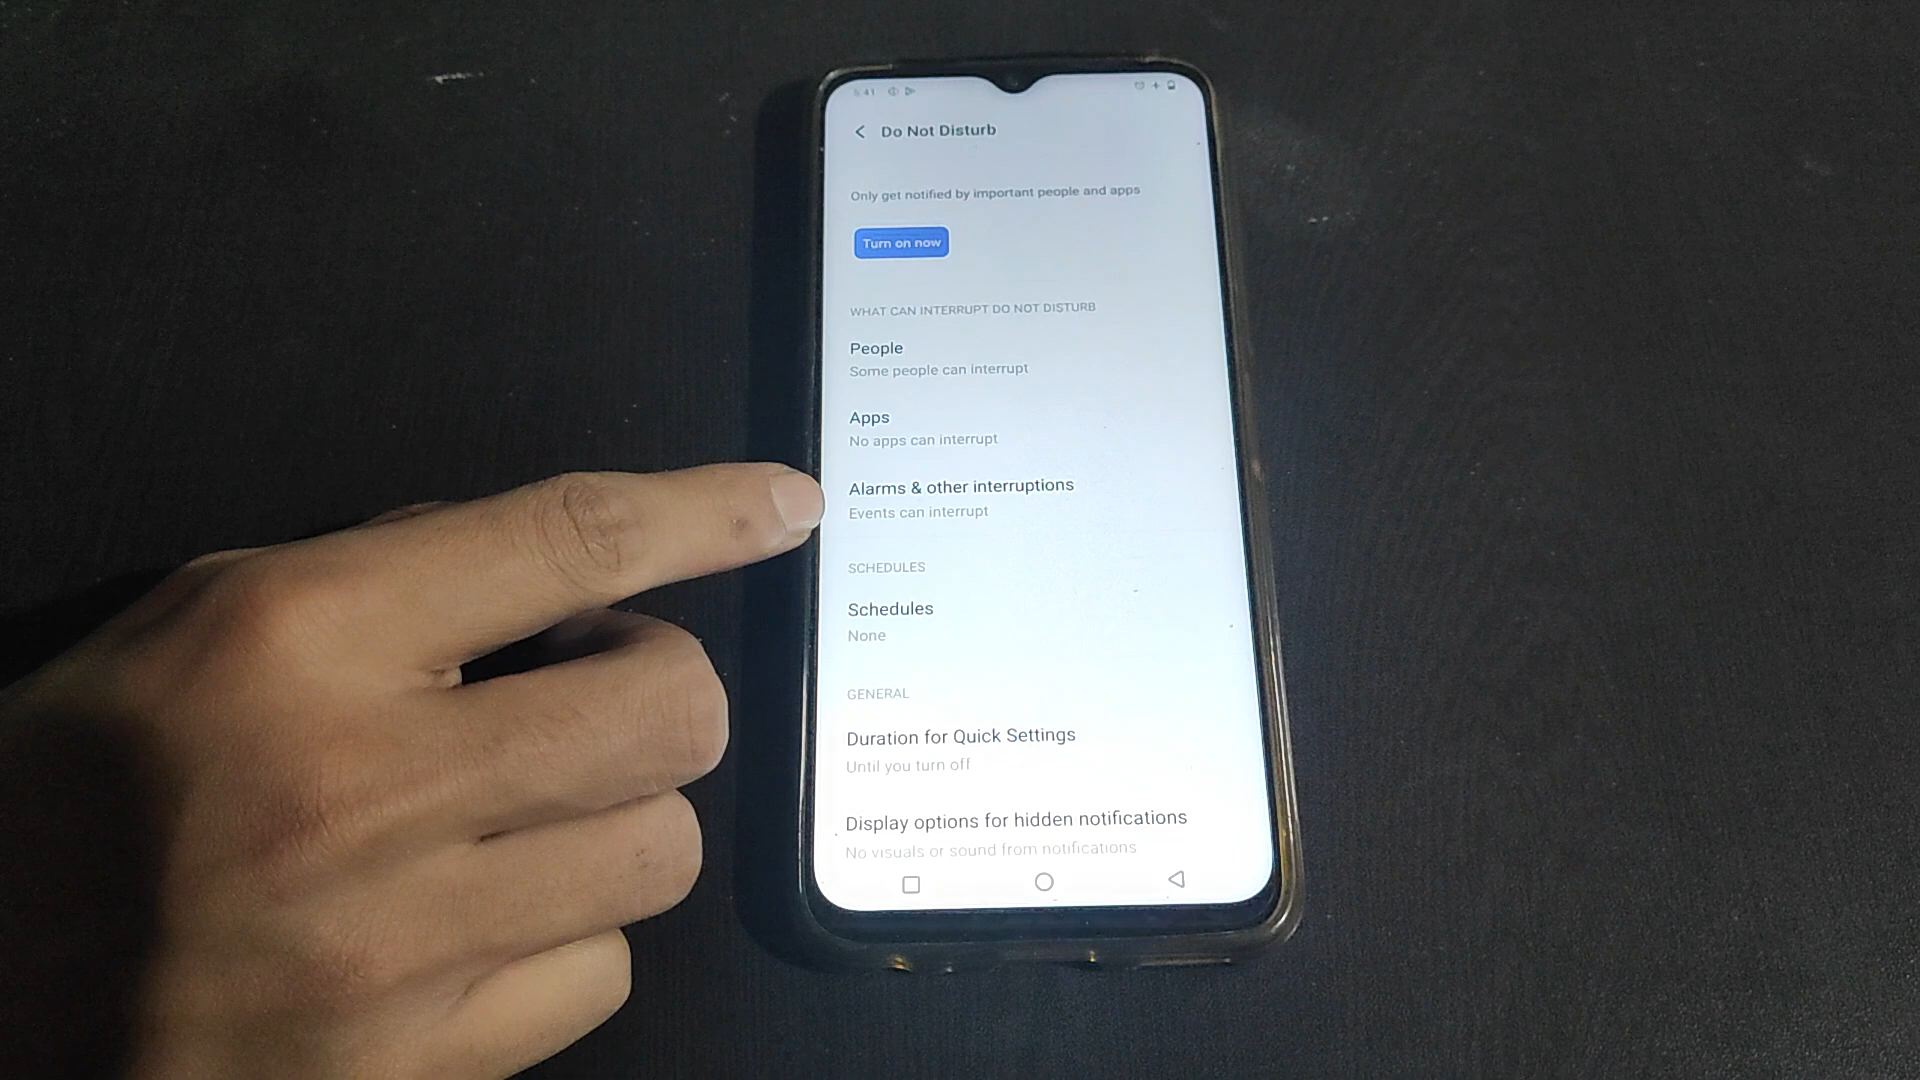 5:41
Do Not Disturb
Only get notified by important people and apps
Turn on now
WHAT CAN INTERRUPT DO NOT DISTURB
People
Some people can interrupt
Apps
No apps can interrupt
Alarms & other interruptions
Events can interrupt
SCHEDULES
Schedules
None
GENERAL
Duration for Quick Settings
Until you turn off
Display options for hidden notifications
No visuals or sound from notifications